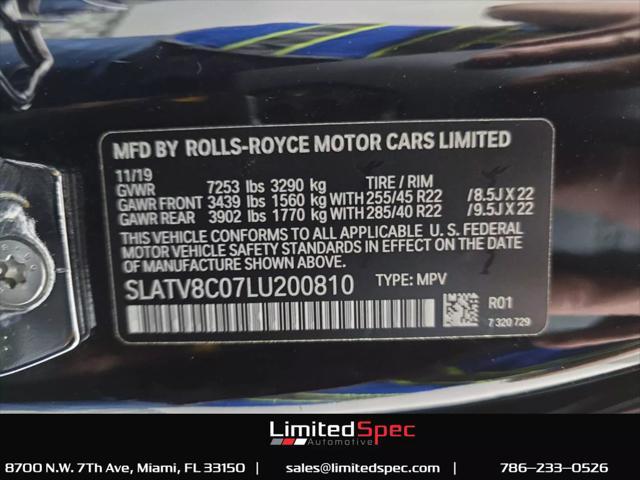 MFD BY ROLLS-ROYCE MOTOR CARS LIMITED
11/19
GVWR 7253 lbs 3290 kg TIRE / RIM
GAWR FRONT 3439 lbs 1560 kg WITH 255/45 R22 /8.5J X 22
GAWR REAR 3902 lbs 1770 kg WITH 285/40 R22 /9.5J X 22
THIS VEHICLE CONFORMS TO ALL APPLICABLE U. S. FEDERAL
MOTOR VEHICLE SAFETY STANDARDS IN EFFECT ON THE DATE
OF MANUFACTURE SHOWN ABOVE.
SLATV8C07LU200810 TYPE: MPV
R01
7 320 729
LimitedSpec
Automotive
8700 N.W. 7Th Ave, Miami, FL 33150 | sales@limitedspec.com | 786-233-0526